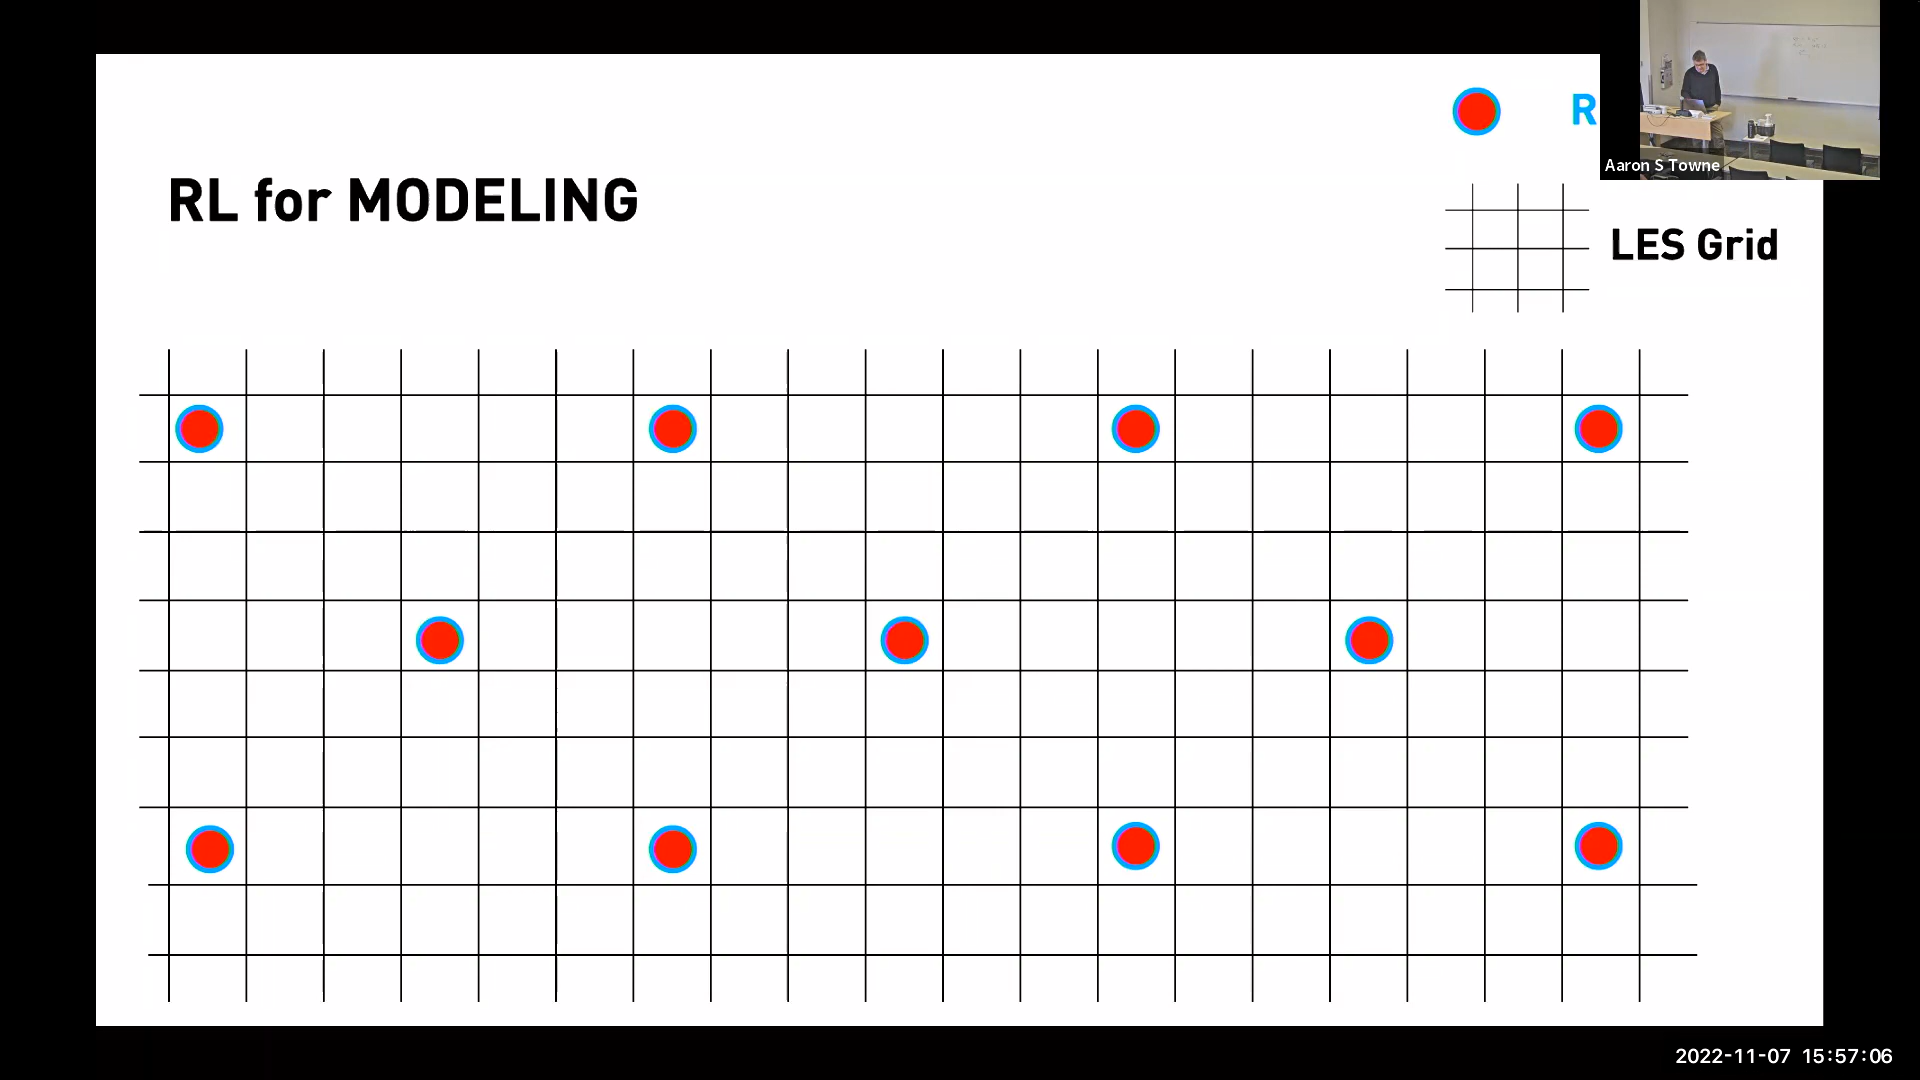 R
Aaron S Towne
RL for MODELING
LES Grid
2022-11-07 15:57:06